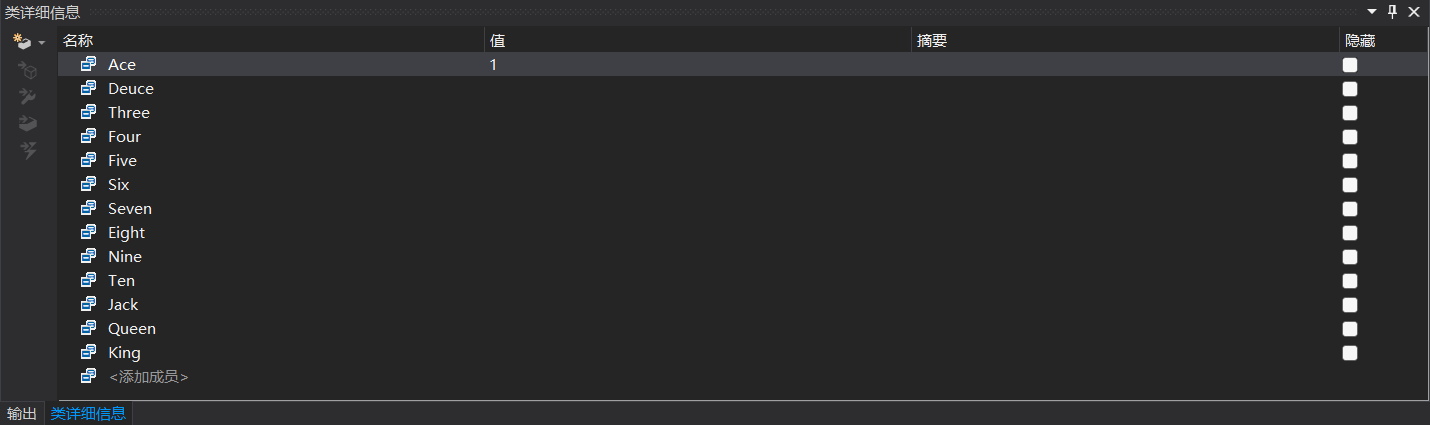 类详细信息
名称 值 摘要 隐藏
Ace 1
Deuce
Three
Four
Five
Six
Seven
Eight
Nine
Ten
Jack
Queen
King
<添加成员>
输出 类详细信息